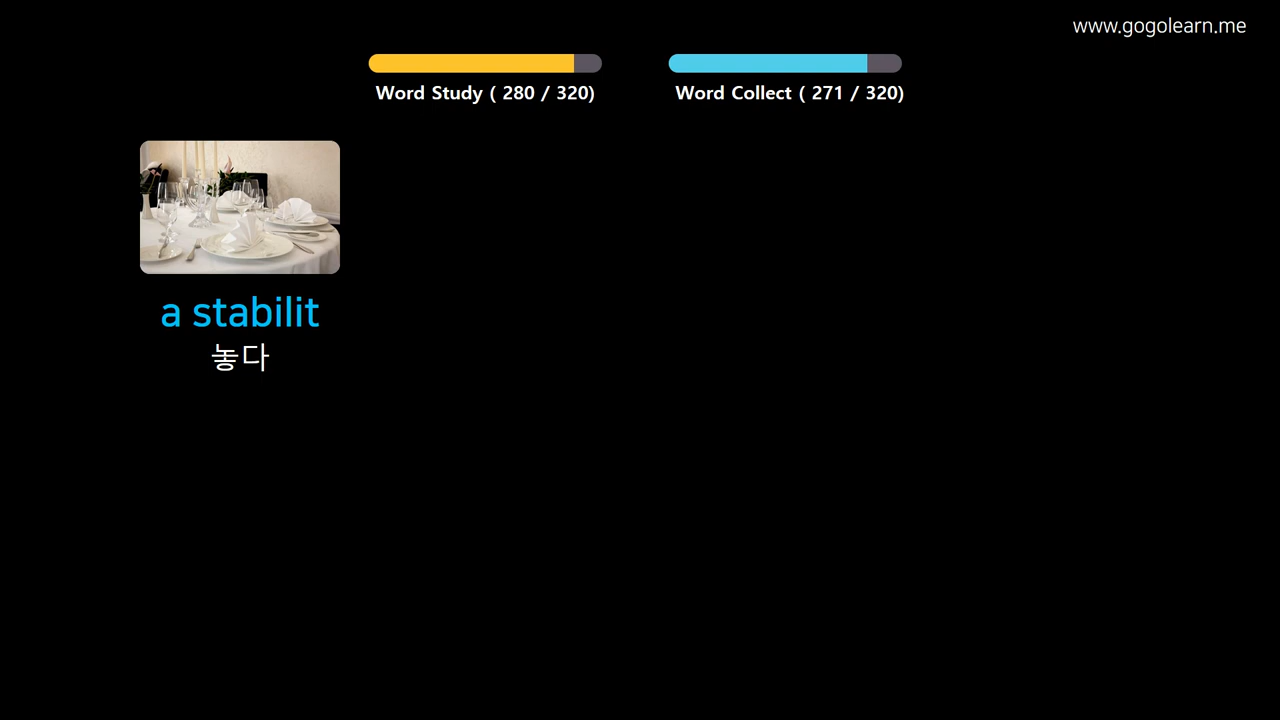 www.gogolearn.me
Word Study ( 280 / 320)
Word Collect ( 271 / 320)
a stabilit
놓다